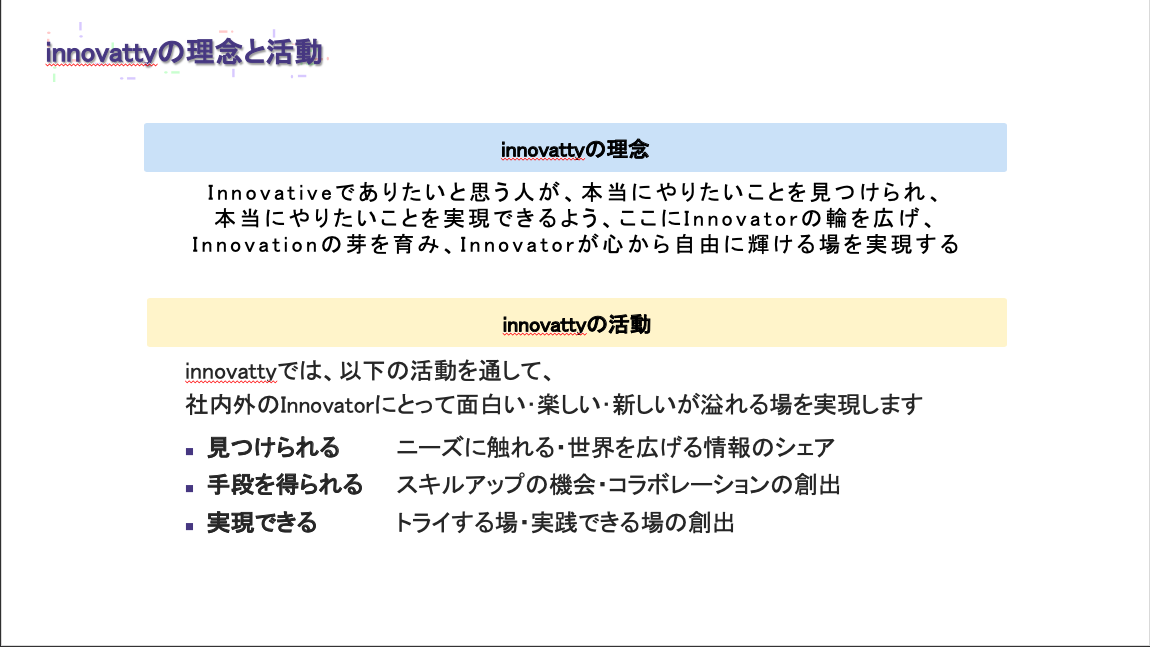 innovattyの理念と活動
innovattyの理念
Innovativeでありたいと思う人が、本当にやりたいことを見つけられ、
本当にやりたいことを実現できるよう、ここにInnovatorの輪を広げ、
Innovationの芽を育み、Innovatorが心から自由に輝ける場を実現する
innovattyの活動
innovattyでは、以下の活動を通して、
社内外のInnovatorにとって面白い・楽しい・新しいが溢れる場を実現します
▪ 見つけられる ニーズに触れる・世界を広げる情報のシェア
▪ 手段を得られる スキルアップの機会・コラボレーションの創出
▪ 実現できる トライする場・実践できる場の創出